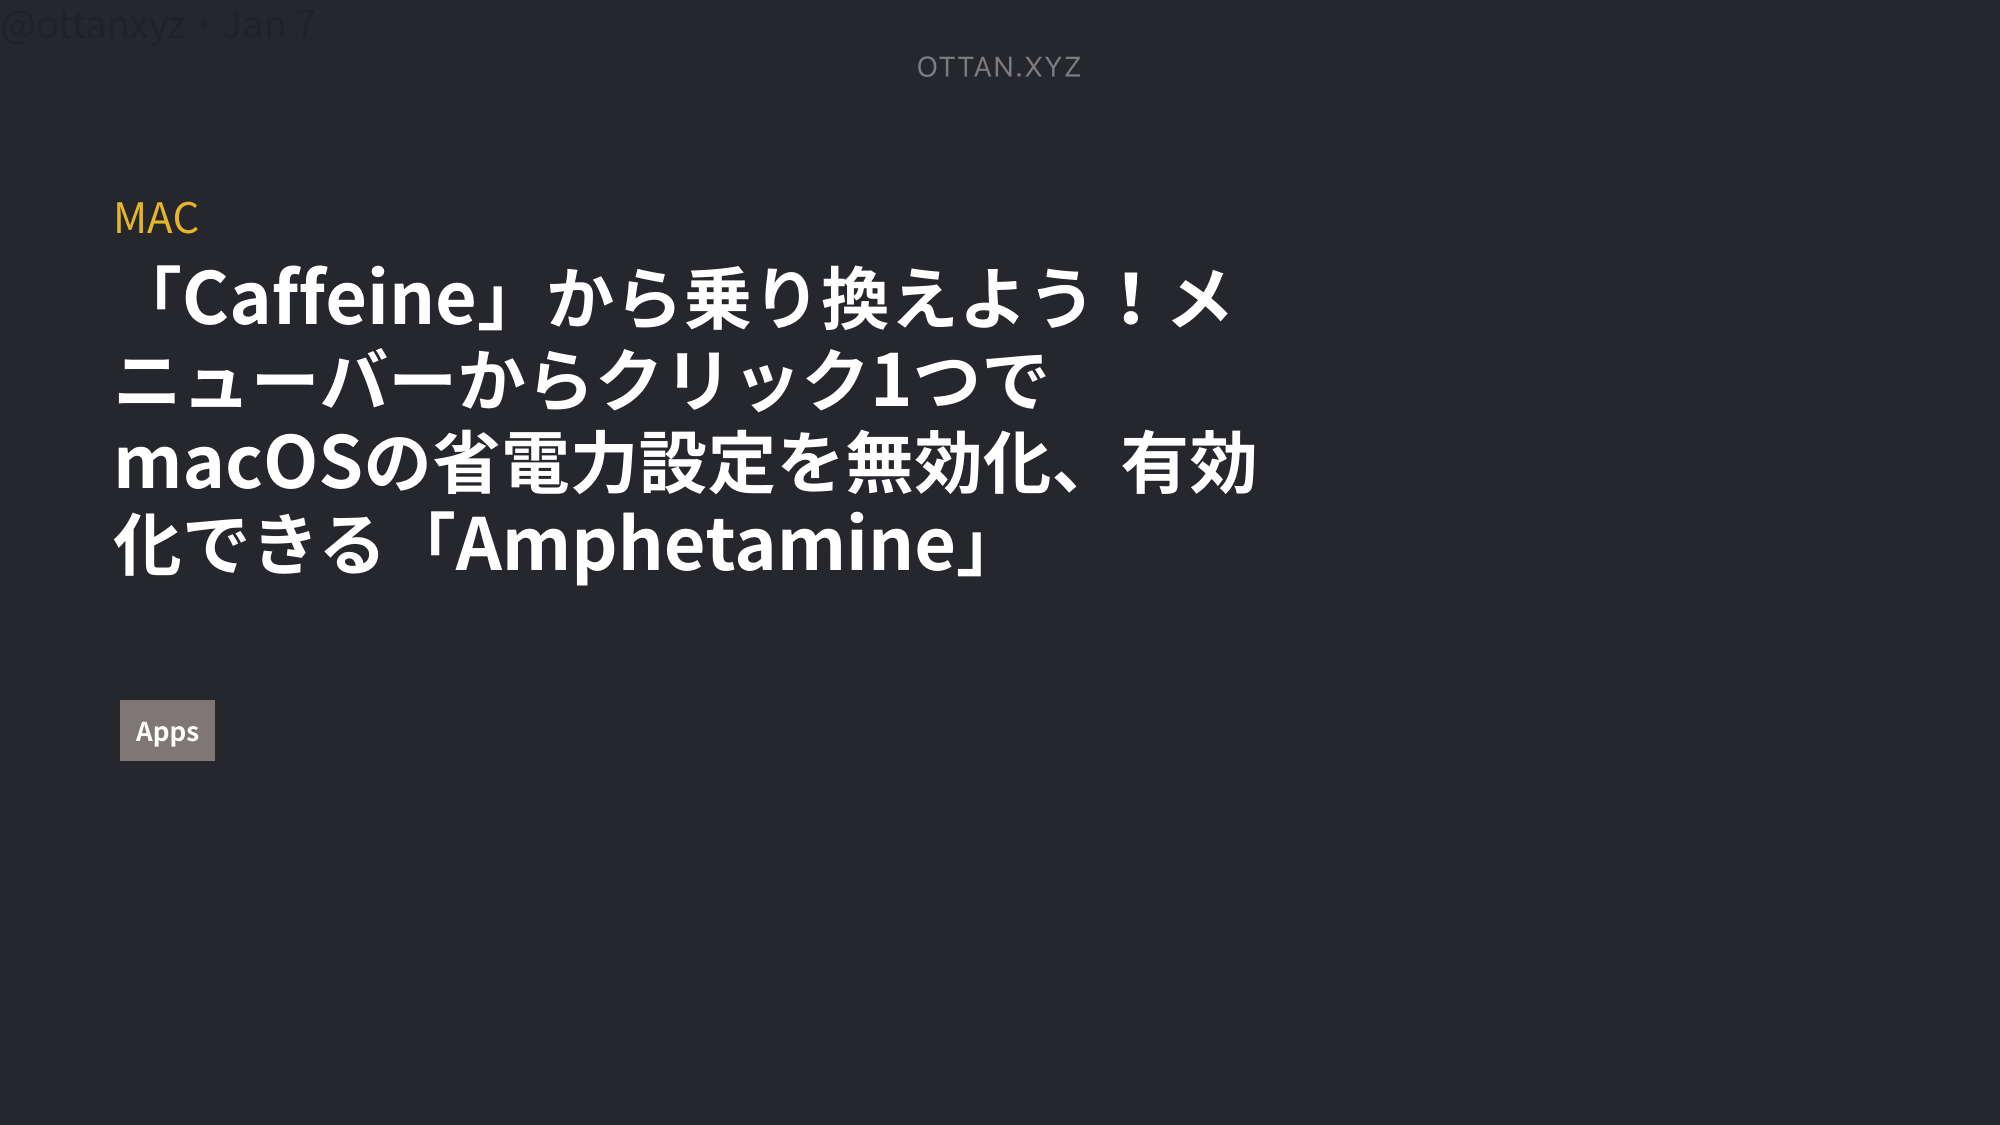 @ottanxyz・Jan 7
OTTAN.XYZ
MAC
「Caffeine」から乗り換えよう！メ
ニューバーからクリック1つで
macOSの省電力設定を無効化、有効
化できる「Amphetamine」
Apps